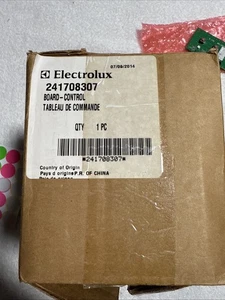 07/08/2014
Electrolux
241708307
BOARD-CONTROL
TABLEAU DE COMMANDE
QTY 1 PC
*241708307*
Country of Origin
Pays d origine P.R. OF CHINA